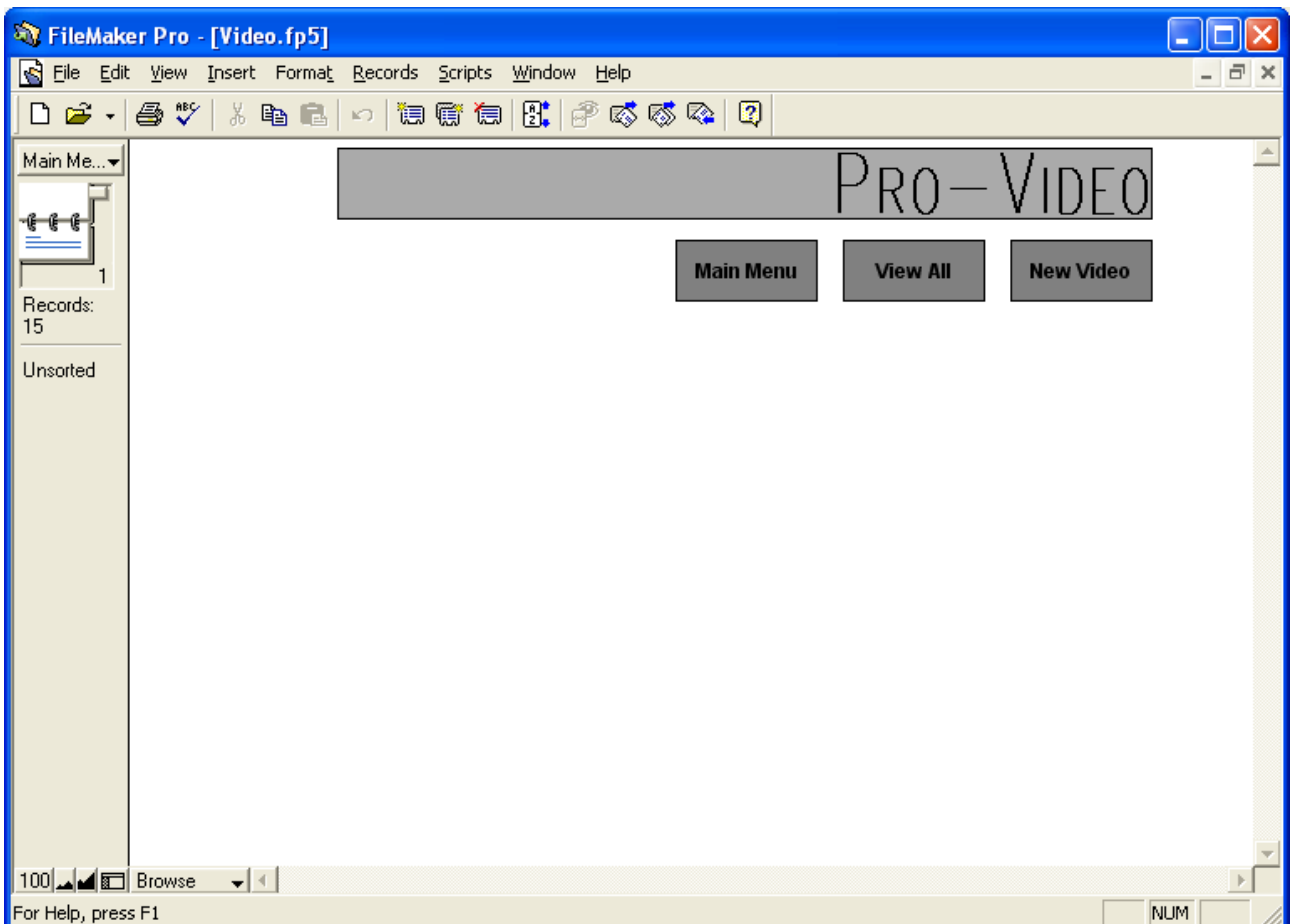 FileMaker Pro - [Video.fp5]
File Edit View Insert Format Records Scripts Window Help
ABC
Main Me...
PRO-VIDEO
Main Menu View All New Video
1
Records:
15
Unsorted
100 Browse
For Help, press F1 NUM